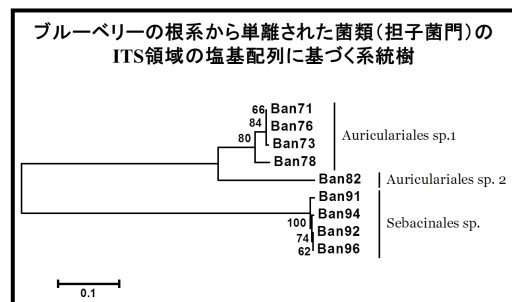 ブルーベリーの根系から単離された菌類(担子菌門)の
ITS領域の塩基配列に基づく系統樹
66 Ban71
84 Ban76
80 Ban73
Ban78
Auriculariales sp.1
Ban82 Auriculariales sp. 2
Ban91
100 Ban94
74 Ban92
62 Ban96
Sebacinales sp.
0.1